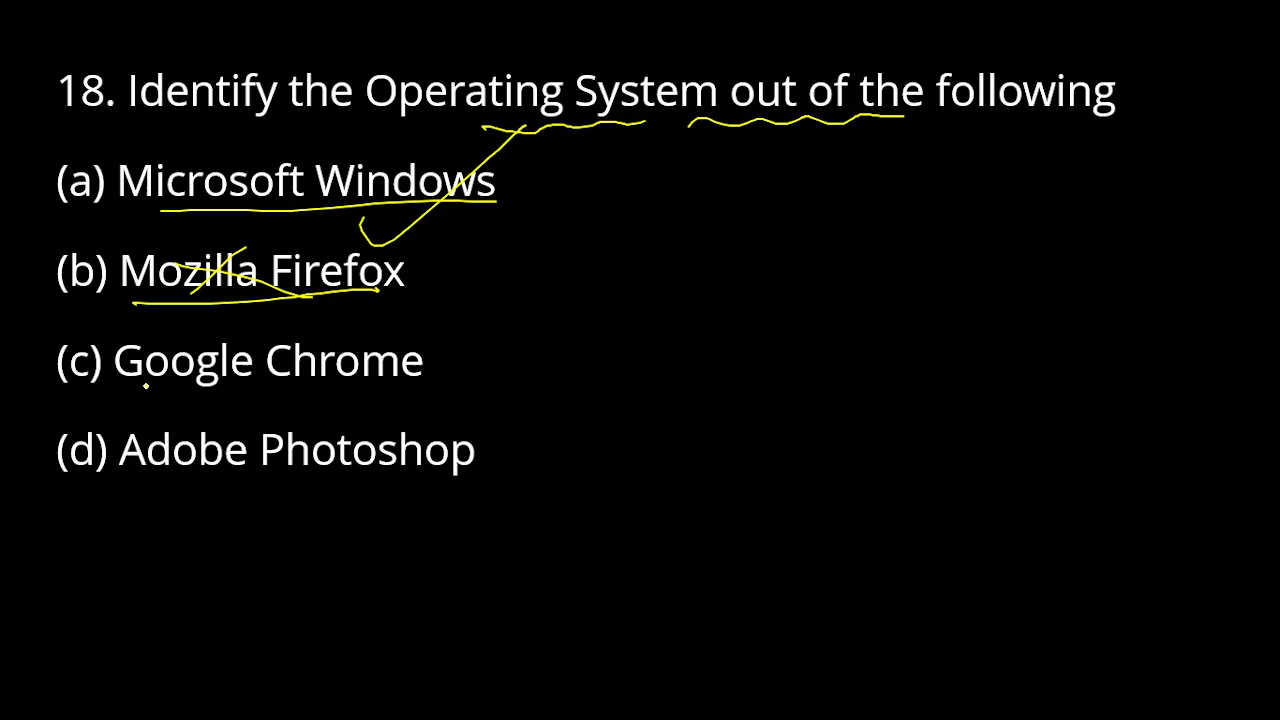 18. Identify the Operating System out of the following
(a) Microsoft Windows
(b) Mozilla Firefox
(c) Google Chrome
(d) Adobe Photoshop